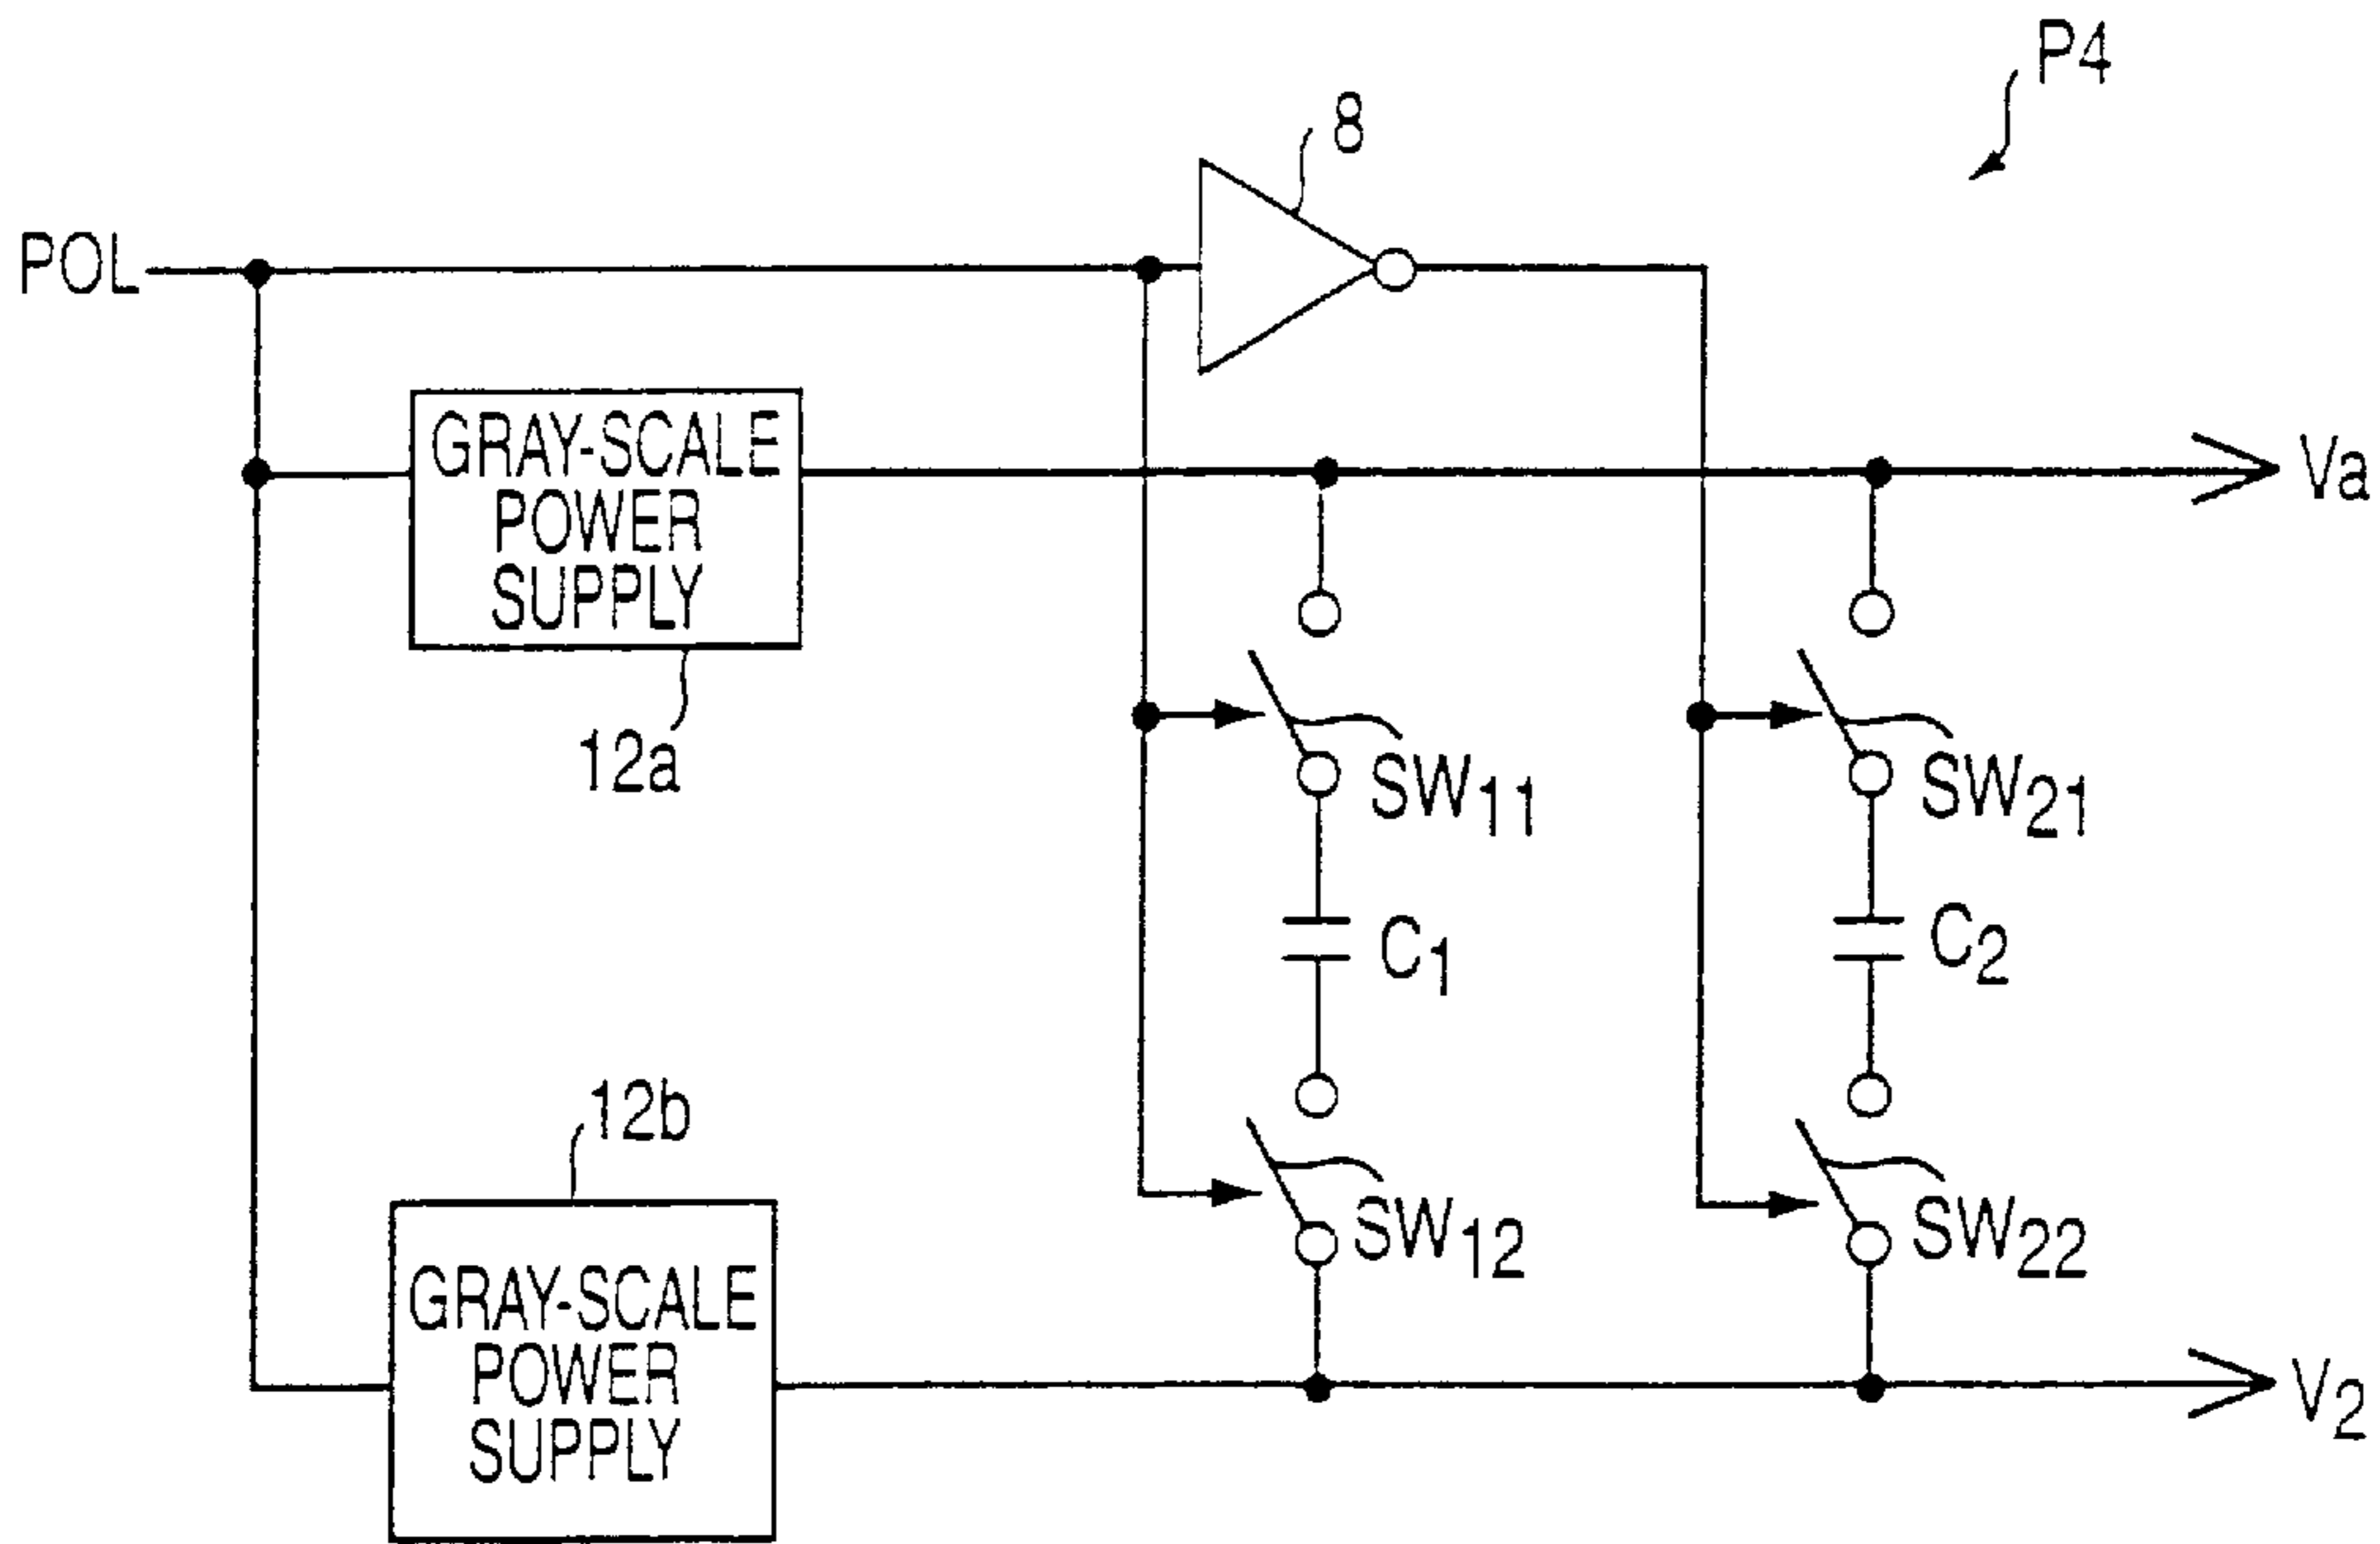 P4
8
POL
GRAY-SCALE
POWER
SUPPLY
Va
12a
SW11
SW21
C1
C2
12b
SW12
SW22
GRAY-SCALE
POWER
SUPPLY
V2